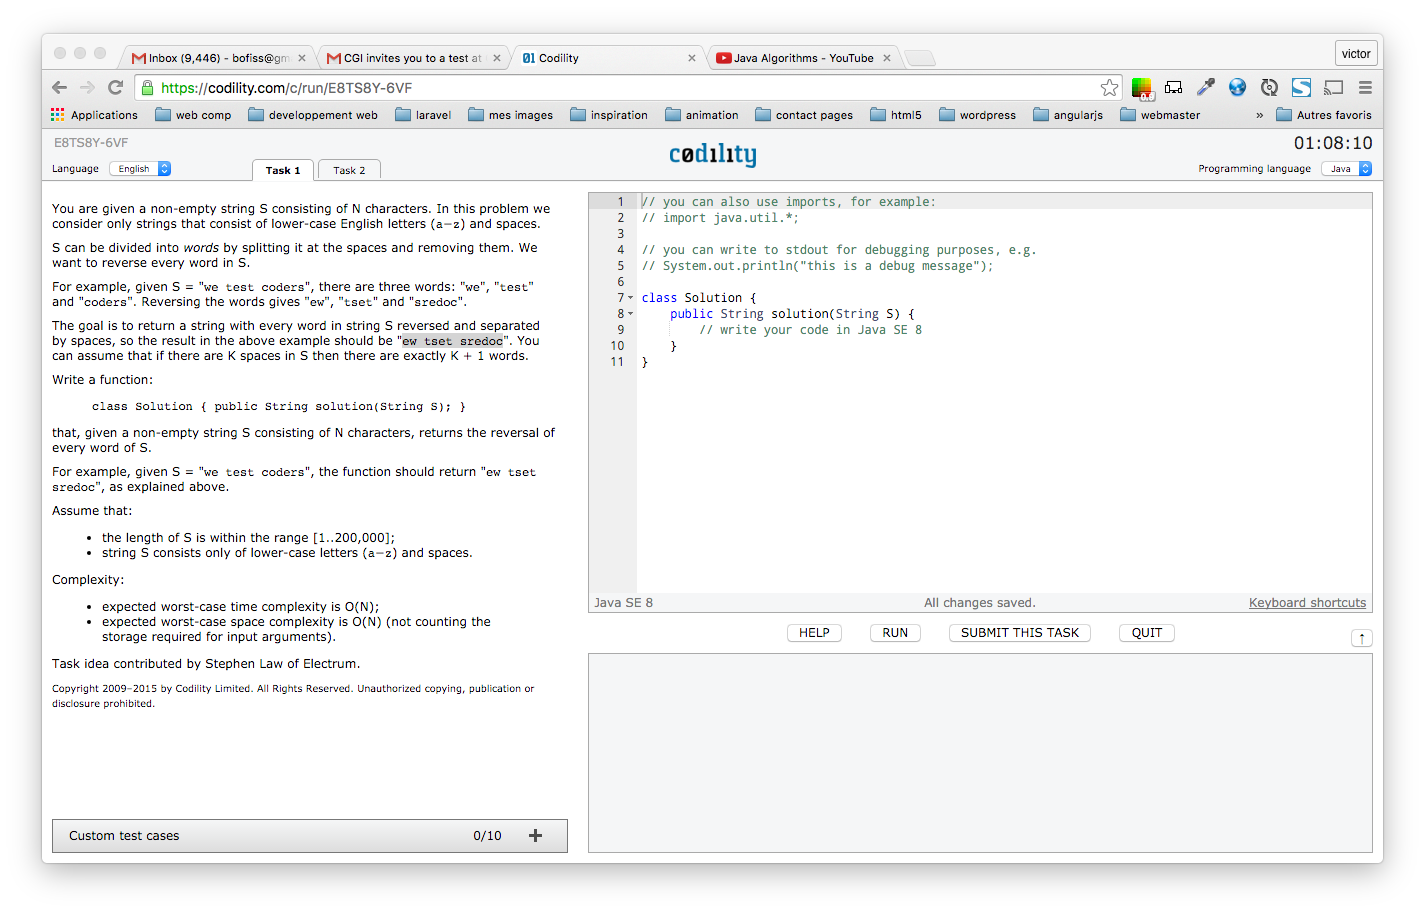 Inbox (9,446) - bofiss@gm
CGI invites you to a test at
Codility
Java Algorithms - YouTube
victor
https://codility.com/c/run/E8TS8Y-6VF
Applications
web comp
developpement web
laravel
mes images
inspiration
animation
contact pages
html5
wordpress
angularjs
webmaster
»
Autres favoris
E8TS8Y-6VF
codility
01:08:10
Language English
Task 1
Task 2
Programming language Java
You are given a non-empty string S consisting of N characters. In this problem we
consider only strings that consist of lower-case English letters (a–z) and spaces.
S can be divided into words by splitting it at the spaces and removing them. We
want to reverse every word in S.
For example, given S = "we test coders", there are three words: "we", "test"
and "coders". Reversing the words gives "ew", "tset" and "sredoc".
The goal is to return a string with every word in string S reversed and separated
by spaces, so the result in the above example should be "ew tset sredoc". You
can assume that if there are K spaces in S then there are exactly K + 1 words.
Write a function:
class Solution { public String solution(String S); }
that, given a non-empty string S consisting of N characters, returns the reversal of
every word of S.
For example, given S = "we test coders", the function should return "ew tset
sredoc", as explained above.
Assume that:
• the length of S is within the range [1..200,000];
• string S consists only of lower-case letters (a–z) and spaces.
Complexity:
• expected worst-case time complexity is O(N);
• expected worst-case space complexity is O(N) (not counting the
storage required for input arguments).
Task idea contributed by Stephen Law of Electrum.
Copyright 2009–2015 by Codility Limited. All Rights Reserved. Unauthorized copying, publication or
disclosure prohibited.
Custom test cases 0/10 +
1 // you can also use imports, for example:
2 // import java.util.*;
3
4 // you can write to stdout for debugging purposes, e.g.
5 // System.out.println("this is a debug message");
6
7 class Solution {
8 public String solution(String S) {
9 // write your code in Java SE 8
10 }
11 }
Java SE 8
All changes saved.
Keyboard shortcuts
HELP
RUN
SUBMIT THIS TASK
QUIT
↑